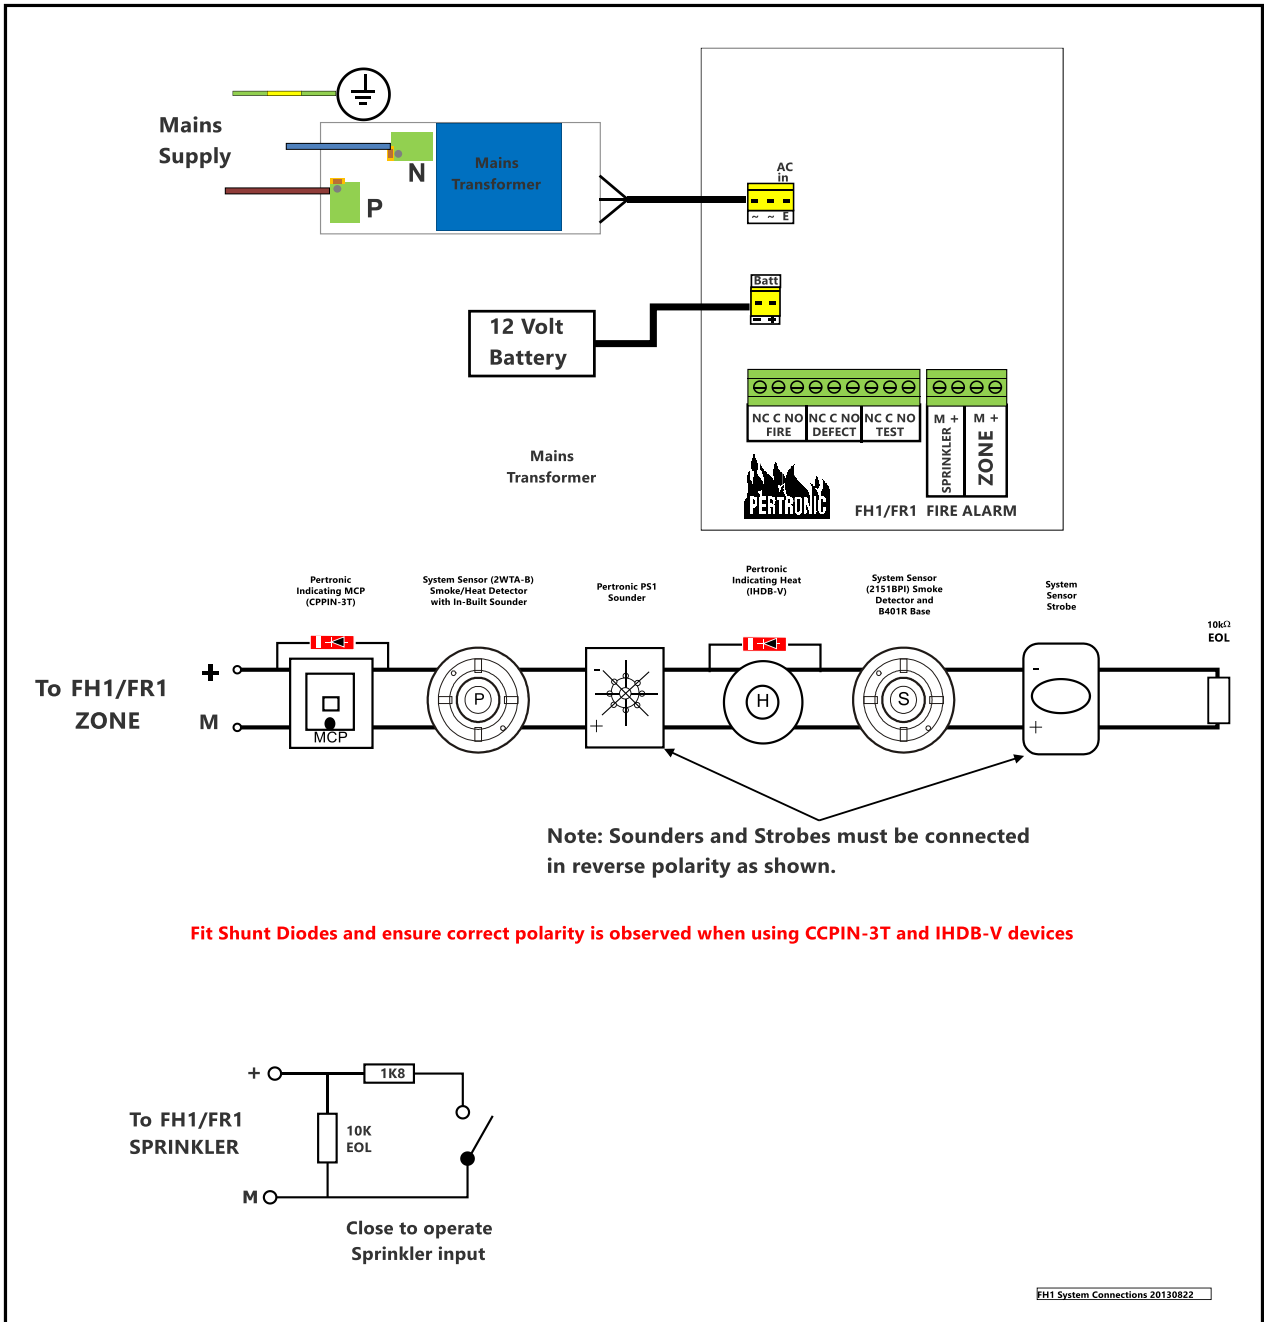 Mains
Supply
N
P
Mains
Transformer
AC
in
~ ~ E
Batt
- +
12 Volt
Battery
NC C NO NC C NO NC C NO
FIRE DEFECT TEST
M + M +
SPRINKLER
ZONE
Mains
Transformer
PERTRONIC
FH1/FR1 FIRE ALARM
Pertronic
Indicating MCP
(CPPIN-3T)
System Sensor (2WTA-B)
Smoke/Heat Detector
with In-Built Sounder
Pertronic PS1
Sounder
Pertronic
Indicating Heat
(IHDB-V)
System Sensor
(2151BPI) Smoke
Detector and
B401R Base
System
Sensor
Strobe
10kΩ
EOL
To FH1/FR1
ZONE
+
M
MCP
P
-
+
H
S
-
+
Note: Sounders and Strobes must be connected
in reverse polarity as shown.
Fit Shunt Diodes and ensure correct polarity is observed when using CCPIN-3T and IHDB-V devices
+
1K8
To FH1/FR1
SPRINKLER
10K
EOL
M
Close to operate
Sprinkler input
FH1 System Connections 20130822